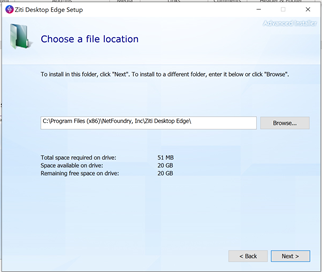 Ziti Desktop Edge Setup
Advanced Installer
Choose a file location
To install in this folder, click "Next". To install to a different folder, enter it below or click "Browse".
C:\Program Files (x86)\NetFoundry, Inc\Ziti Desktop Edge\
Browse...
Total space required on drive: 51 MB
Space available on drive: 20 GB
Remaining free space on drive: 20 GB
< Back
Next >